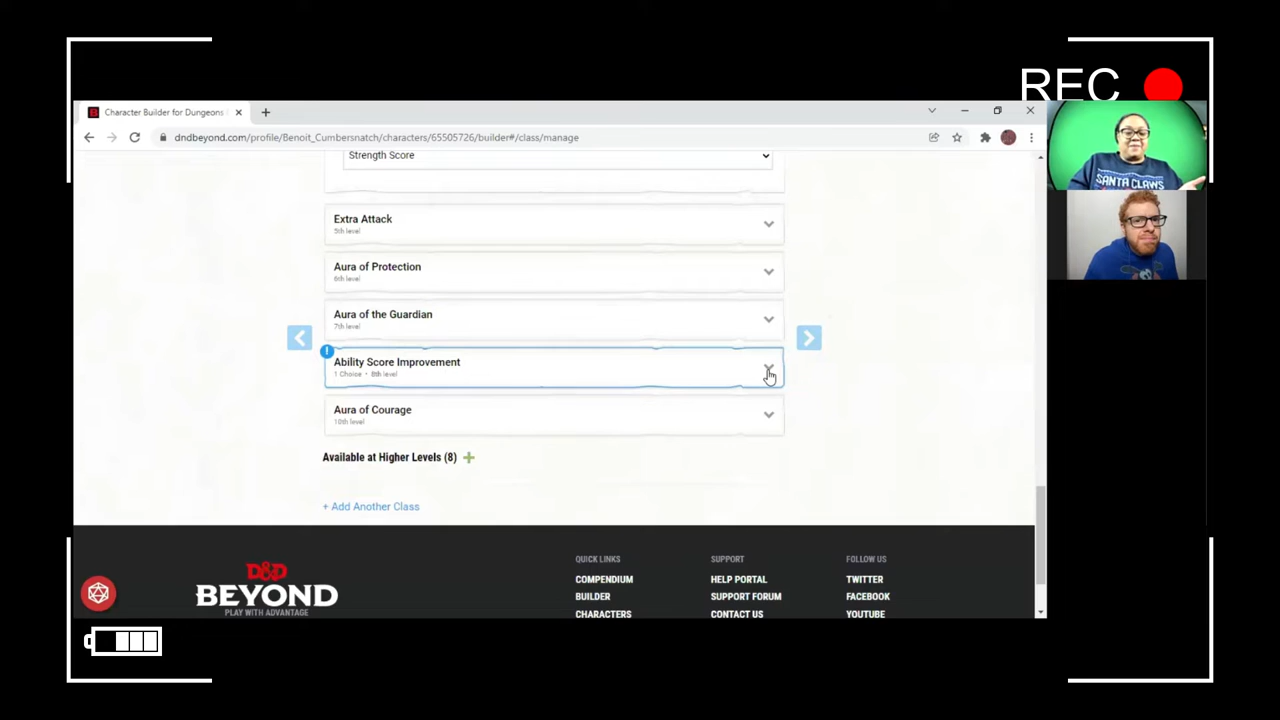 REC
Character Builder for Dungeons
dndbeyond.com/profile/Benoit_Cumbersnatch/characters/65505726/builder#/class/manage
SANTA CLAWS
Strength Score
Extra Attack
5th level
Aura of Protection
6th level
Aura of the Guardian
7th level
Ability Score Improvement
1 Choice • 8th level
Aura of Courage
10th level
Available at Higher Levels (8)
+ Add Another Class
D&D
BEYOND
PLAY WITH ADVANTAGE
QUICK LINKS
COMPENDIUM
BUILDER
CHARACTERS
SUPPORT
HELP PORTAL
SUPPORT FORUM
CONTACT US
FOLLOW US
TWITTER
FACEBOOK
YOUTUBE